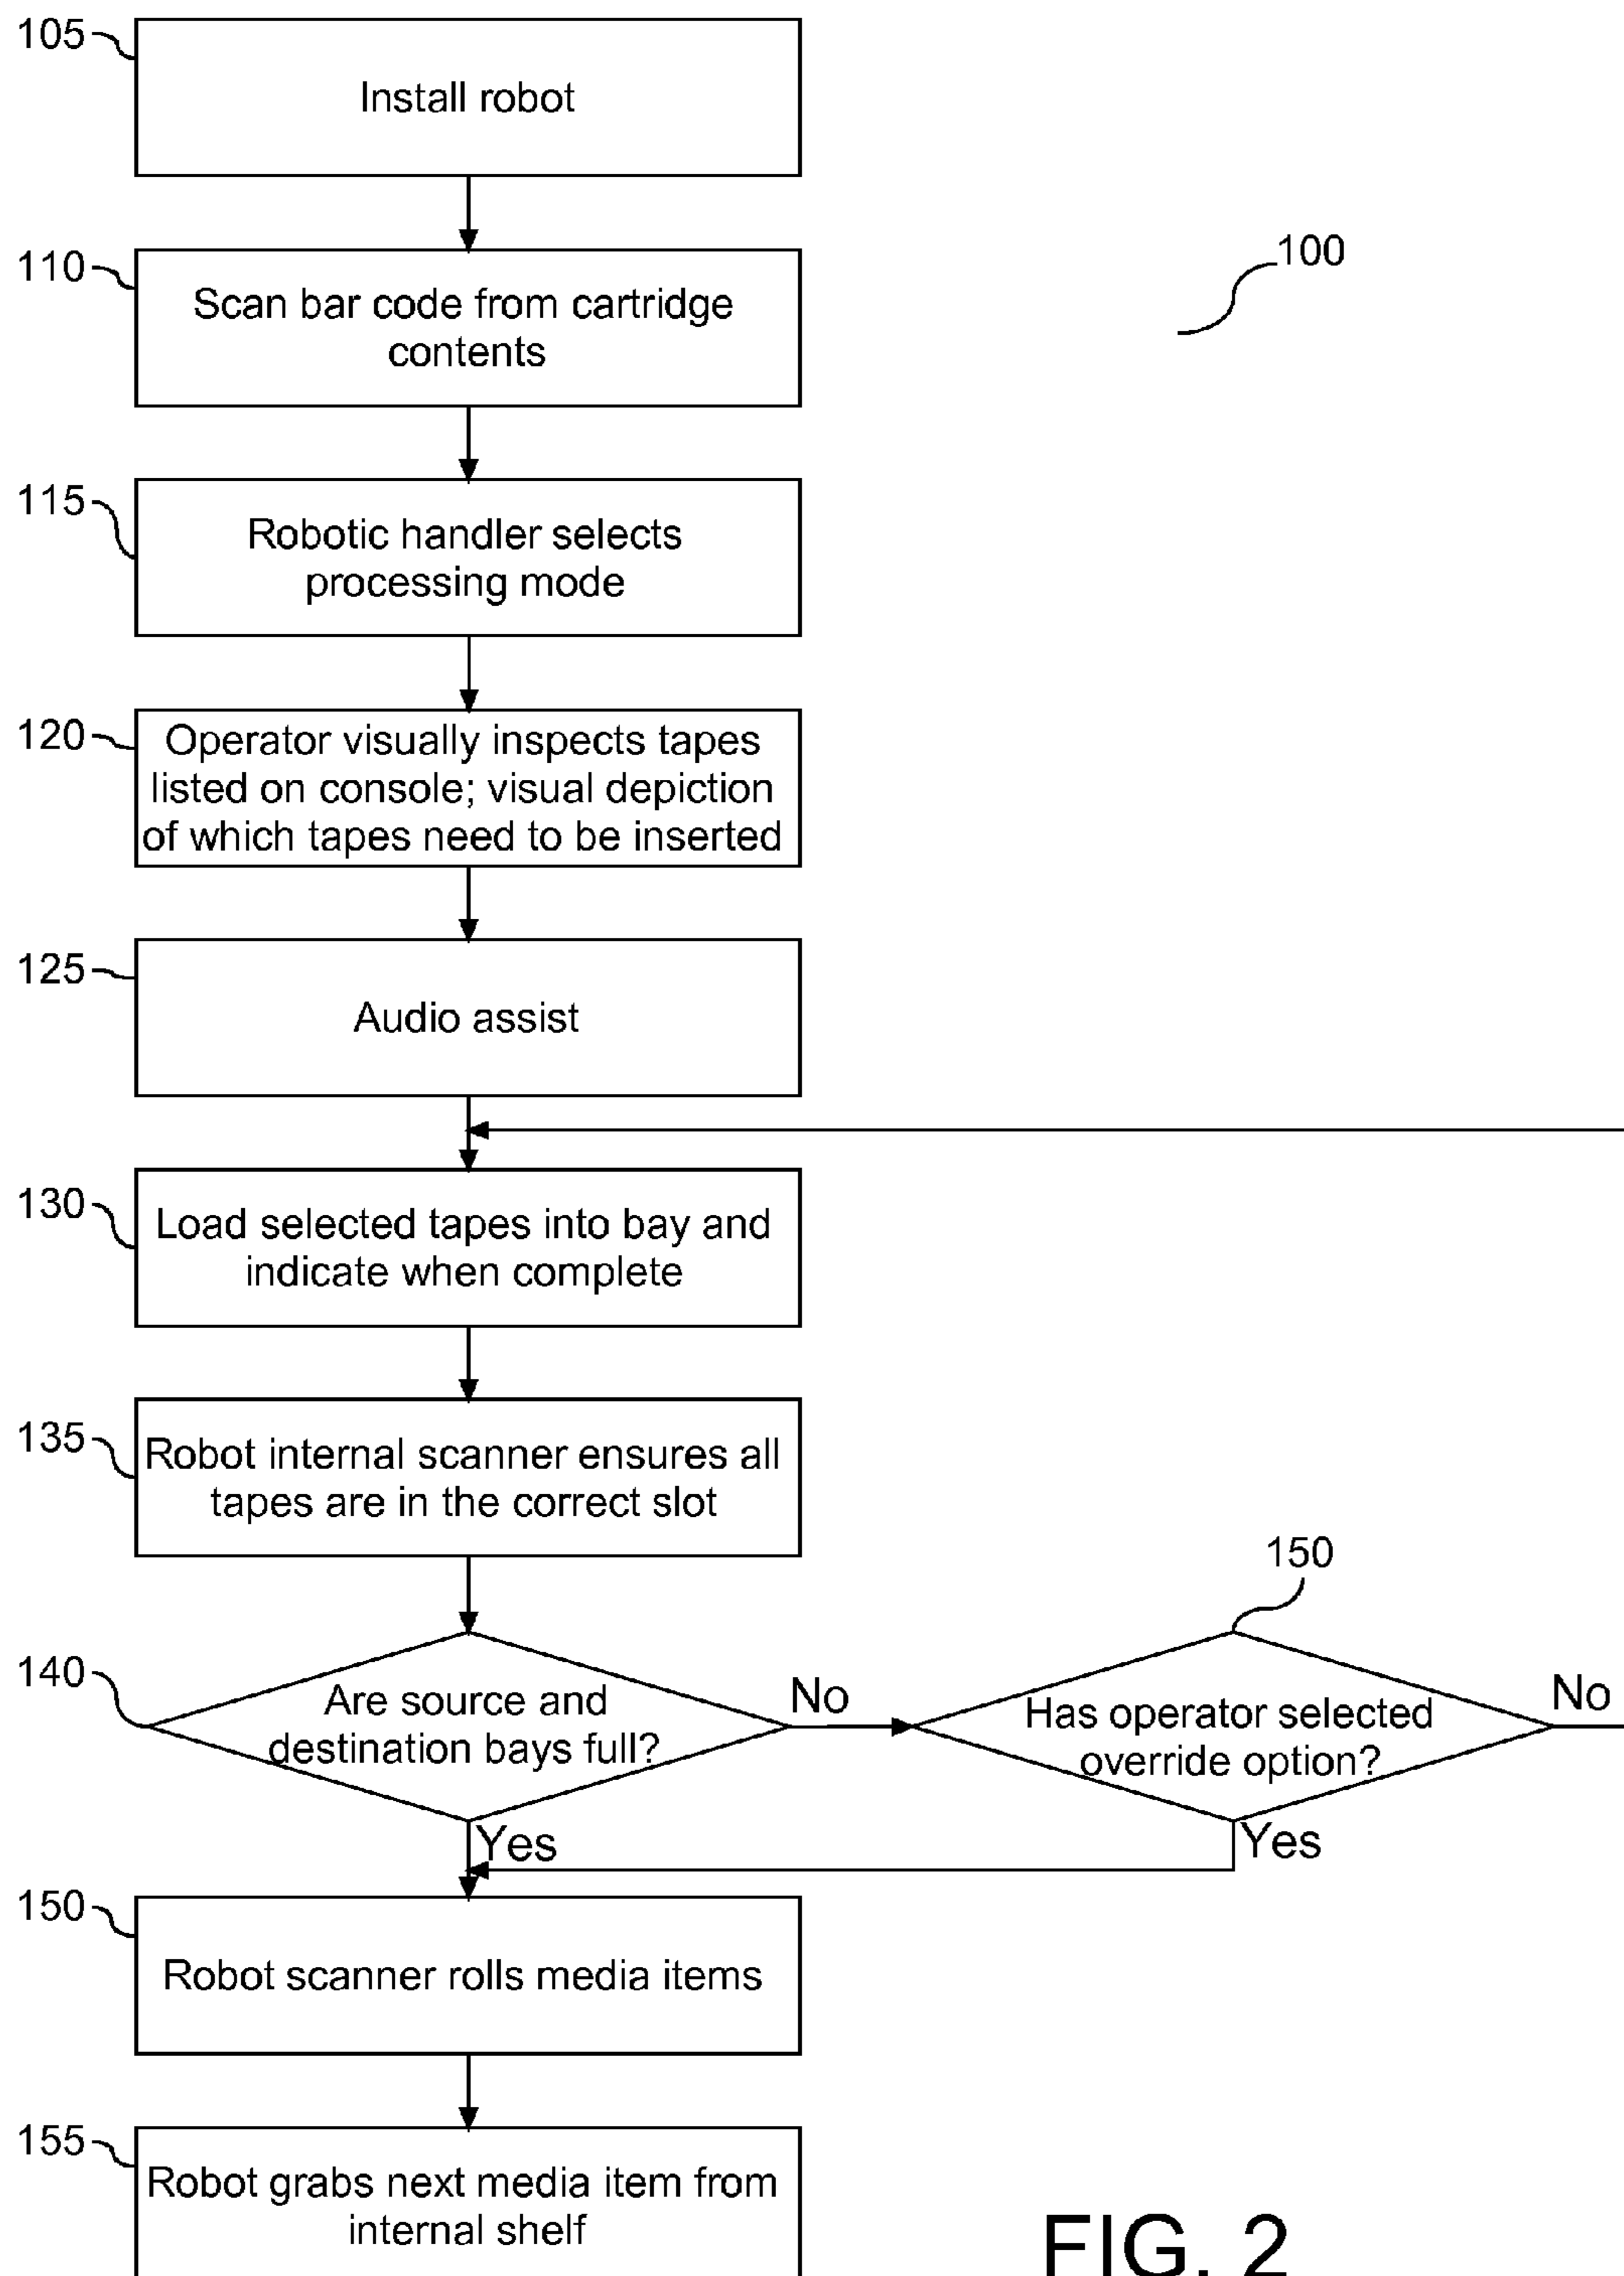 105
Install robot
110
Scan bar code from cartridge
contents
100
115
Robotic handler selects
processing mode
120
Operator visually inspects tapes
listed on console; visual depiction
of which tapes need to be inserted
125
Audio assist
130
Load selected tapes into bay and
indicate when complete
135
Robot internal scanner ensures all
tapes are in the correct slot
140
Are source and
destination bays full?
No
150
Has operator selected
override option?
No
Yes
Yes
150
Robot scanner rolls media items
155
Robot grabs next media item from
internal shelf
FIG. 2